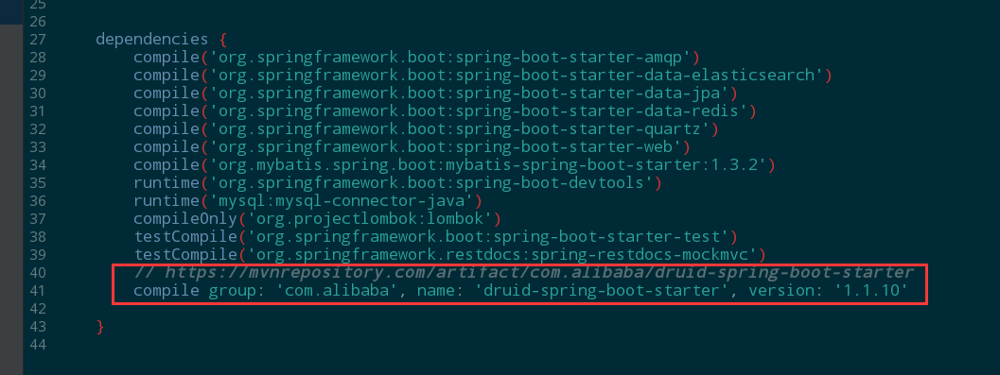 25
26
27 dependencies {
28 compile('org.springframework.boot:spring-boot-starter-amqp')
29 compile('org.springframework.boot:spring-boot-starter-data-elasticsearch')
30 compile('org.springframework.boot:spring-boot-starter-data-jpa')
31 compile('org.springframework.boot:spring-boot-starter-data-redis')
32 compile('org.springframework.boot:spring-boot-starter-quartz')
33 compile('org.springframework.boot:spring-boot-starter-web')
34 compile('org.mybatis.spring.boot:mybatis-spring-boot-starter:1.3.2')
35 runtime('org.springframework.boot:spring-boot-devtools')
36 runtime('mysql:mysql-connector-java')
37 compileOnly('org.projectlombok:lombok')
38 testCompile('org.springframework.boot:spring-boot-starter-test')
39 testCompile('org.springframework.restdocs:spring-restdocs-mockmvc')
40 // https://mvnrepository.com/artifact/com.alibaba/druid-spring-boot-starter
41 compile group: 'com.alibaba', name: 'druid-spring-boot-starter', version: '1.1.10'
42
43 }
44